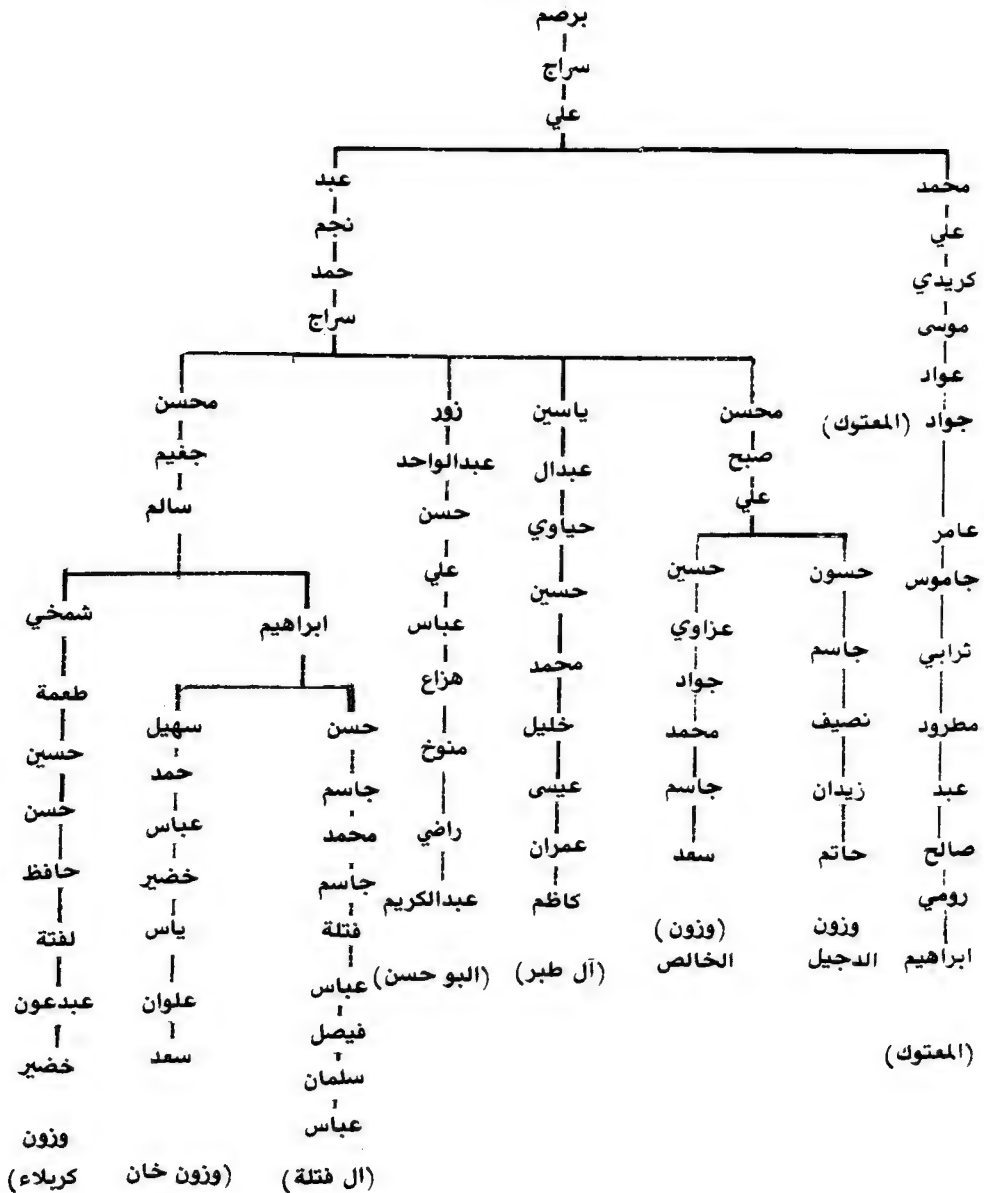 برصم
سراج
علي
محمد
علي
كريدي
موسى
عواد
جواد (المعتوك)
عامر
جاموس
ثرابي
مطرود
عبد
صالح
رومي
ابراهيم
(المعتوك)
عبد
نجم
حمد
سراج
محسن
صبح
علي
حسون
جاسم
نصيف
زيدان
حاتم
وزون
الدجيل
حسين
عزاوي
جواد
محمد
جاسم
سعد
(وزون)
الخالص
ياسين
عبدال
حياوي
حسين
محمد
خليل
عيسى
عمران
كاظم
(آل طبر)
زور
عبدالواحد
حسن
علي
عباس
هزاع
منوخ
راضي
عبدالكريم
(البو حسن)
محسن
جغيم
سالم
ابراهيم
حسن
جاسم
محمد
جاسم
فتلة
عباس
فيصل
سلمان
عباس
(ال فتلة)
سهيل
حمد
عباس
خضير
ياس
علوان
سعد
(وزون خان
شمخي
طعمة
حسين
حسن
حافظ
لفتة
عبدعون
خضير
وزون
كربلاء)